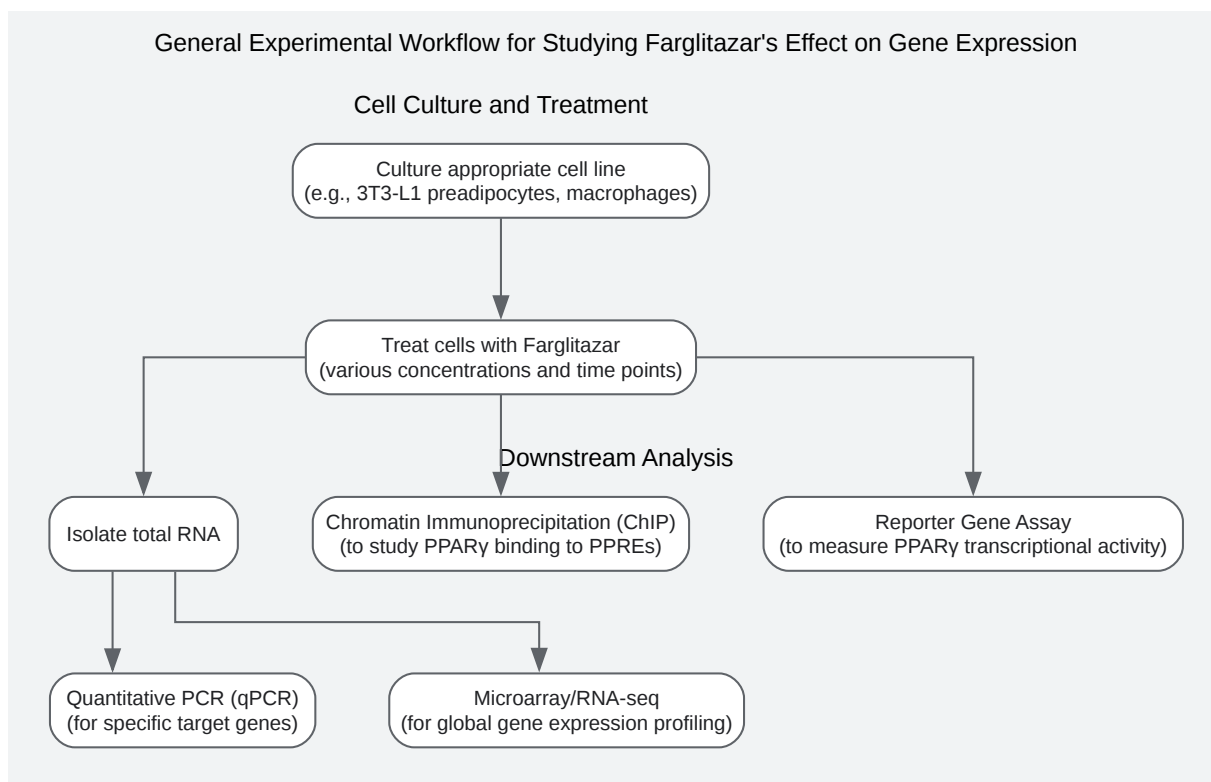 General Experimental Workflow for Studying Farglitazar's Effect on Gene Expression
Cell Culture and Treatment
Culture appropriate cell line
(e.g., 3T3-L1 preadipocytes, macrophages)
Treat cells with Farglitazar
(various concentrations and time points)
Downstream Analysis
Isolate total RNA
Chromatin Immunoprecipitation (ChIP)
(to study PPARγ binding to PPREs)
Reporter Gene Assay
(to measure PPARγ transcriptional activity)
Quantitative PCR (qPCR)
(for specific target genes)
Microarray/RNA-seq
(for global gene expression profiling)